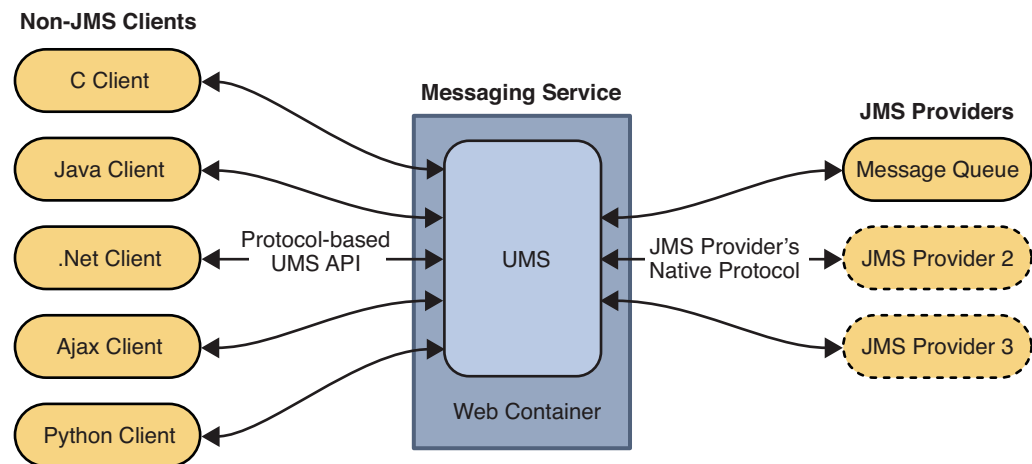 Non-JMS Clients
C Client
Java Client
.Net Client
Ajax Client
Python Client
Protocol-based
UMS API
Messaging Service
UMS
Web Container
JMS Provider's
Native Protocol
JMS Providers
Message Queue
JMS Provider 2
JMS Provider 3